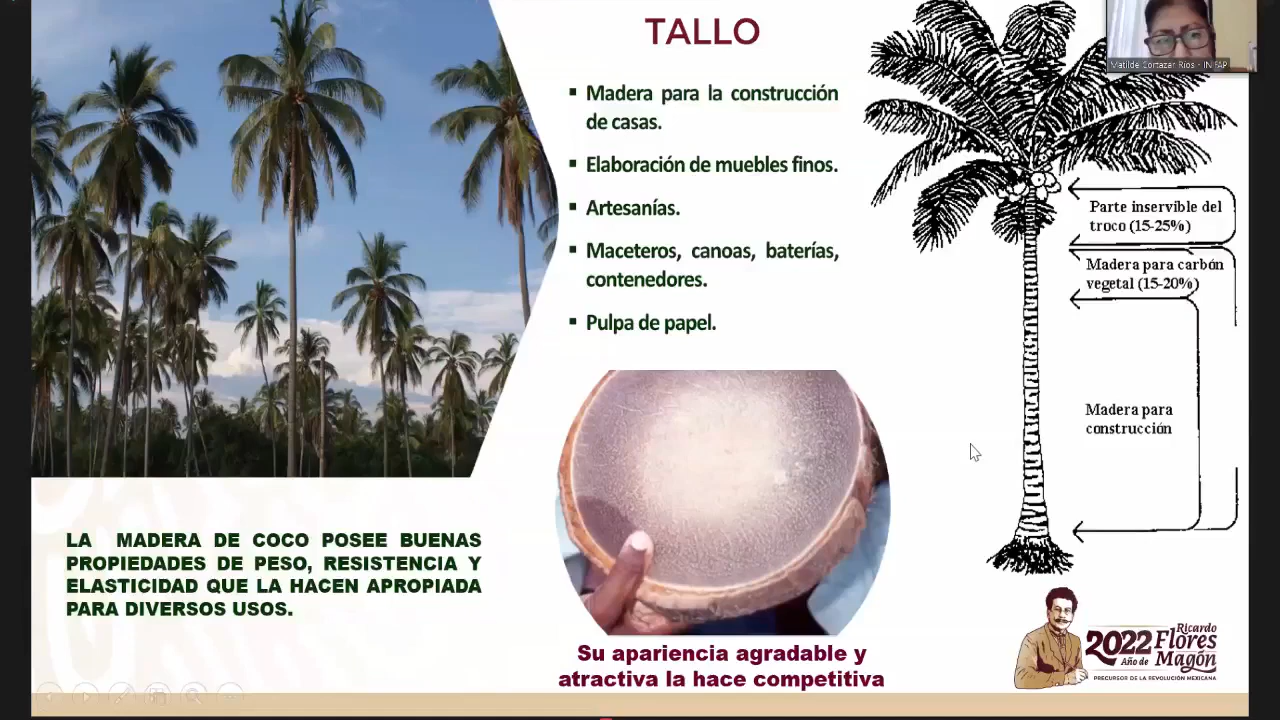 TALLO
Matilde Cortazar Ríos - INIFAP
▪ Madera para la construcción
de casas.
▪ Elaboración de muebles finos.
▪ Artesanías.
▪ Maceteros, canoas, baterías,
contenedores.
▪ Pulpa de papel.
Parte inservible del
troco (15-25%)
Madera para carbón
vegetal (15-20%)
Madera para
construcción
LA MADERA DE COCO POSEE BUENAS
PROPIEDADES DE PESO, RESISTENCIA Y
ELASTICIDAD QUE LA HACEN APROPIADA
PARA DIVERSOS USOS.
Su apariencia agradable y
atractiva la hace competitiva
2022
Año de
Ricardo
Flores
Magón
PRECURSOR DE LA REVOLUCIÓN MEXICANA